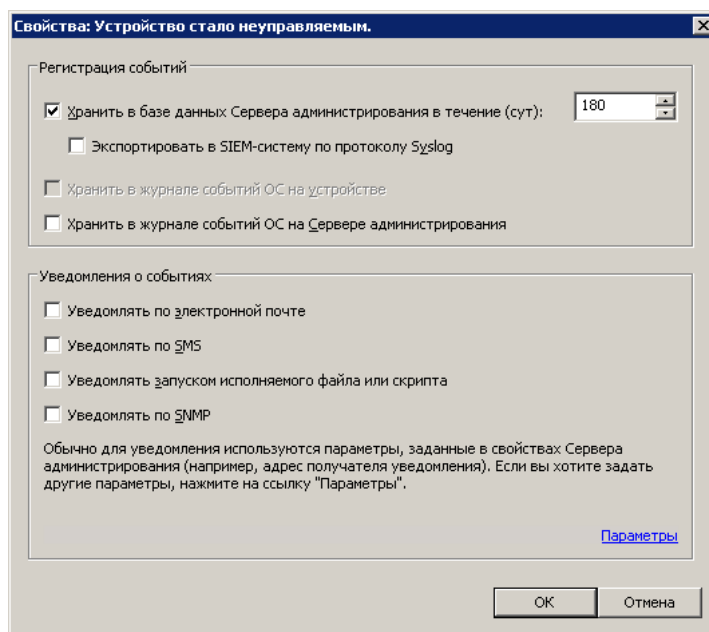 Свойства: Устройство стало неуправляемым.
Регистрация событий
Хранить в базе данных Сервера администрирования в течение (сут): 180
Экспортировать в SIEM-систему по протоколу Syslog
Хранить в журнале событий ОС на устройстве
Хранить в журнале событий ОС на Сервере администрирования
Уведомления о событиях
Уведомлять по электронной почте
Уведомлять по SMS
Уведомлять запуском исполняемого файла или скрипта
Уведомлять по SNMP
Обычно для уведомления используются параметры, заданные в свойствах Сервера
администрирования (например, адрес получателя уведомления). Если вы хотите задать
другие параметры, нажмите на ссылку "Параметры".
Параметры
ОК Отмена